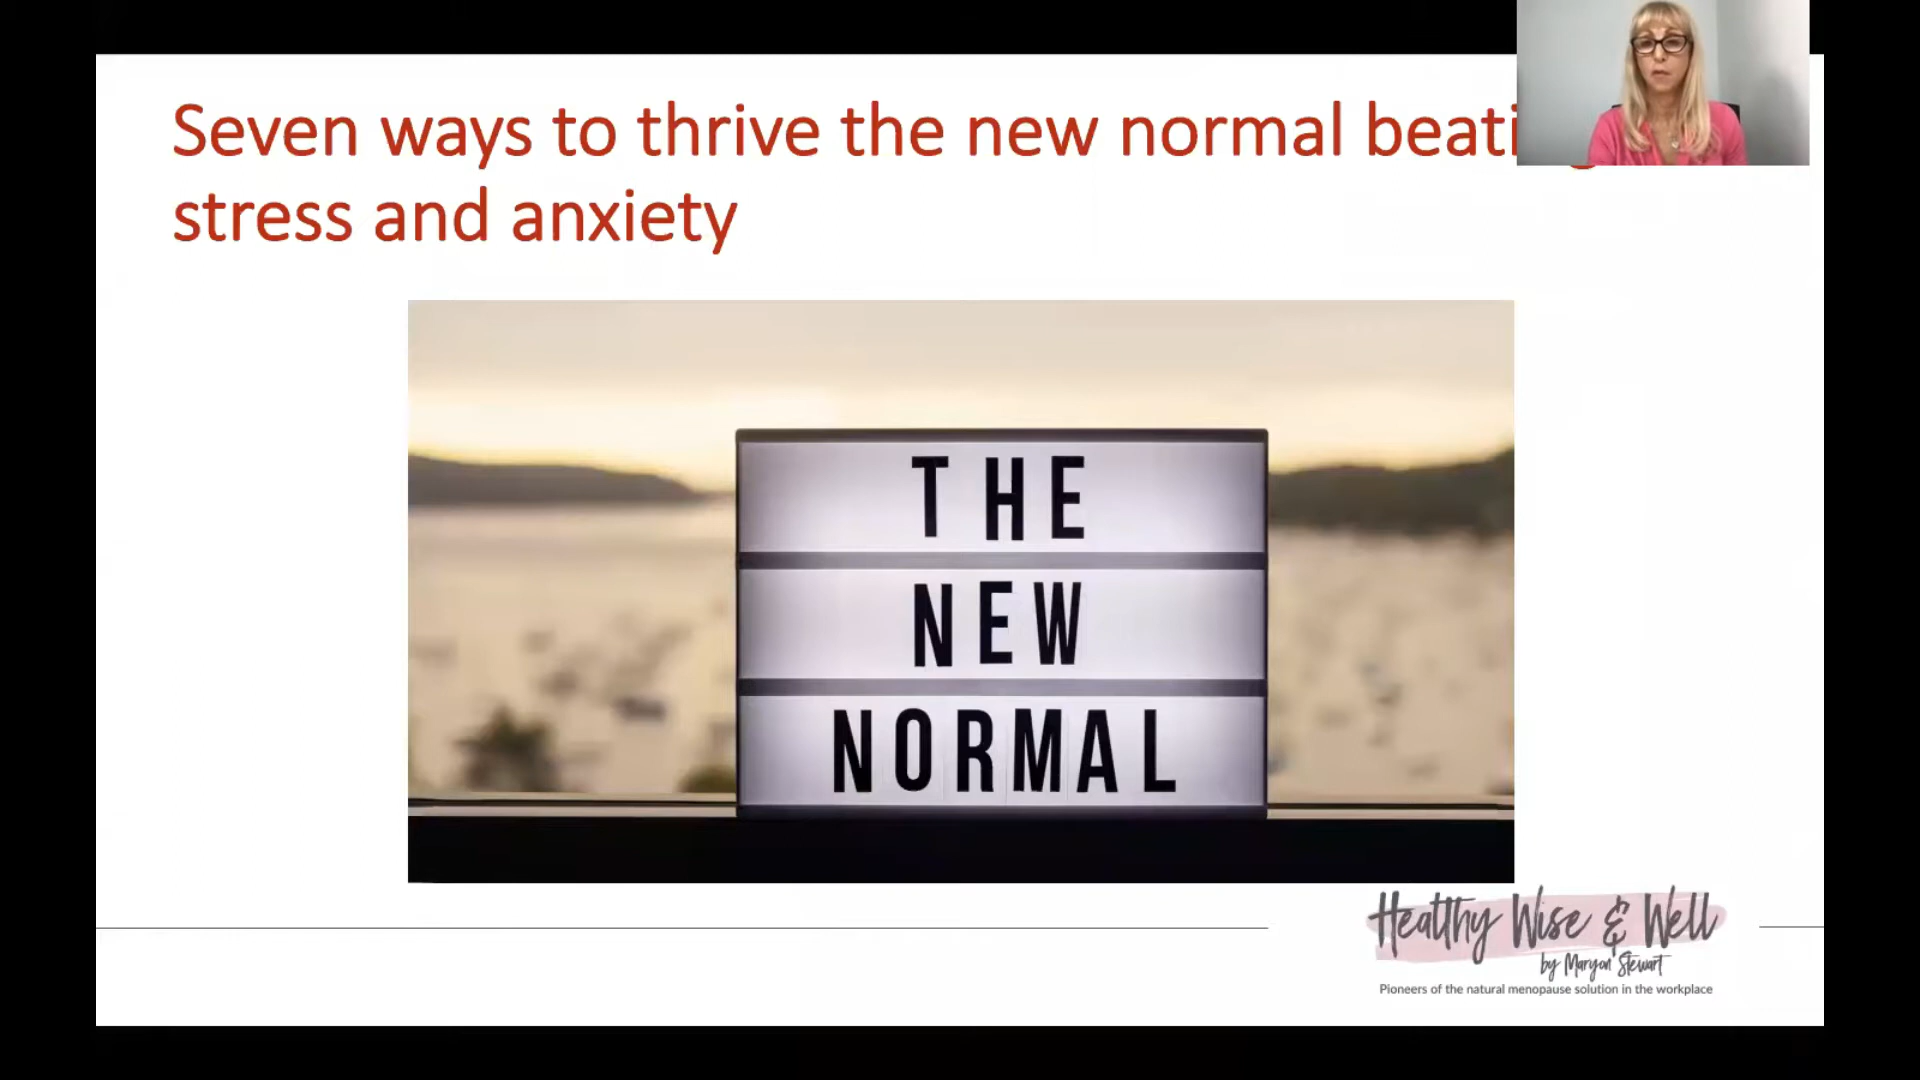 Seven ways to thrive the new normal
stress and anxiety
THE
NEW
NORMAL
Healthy Wise & Well
by Maryon Stewart
Pioneers of the natural menopause solution in the workplace